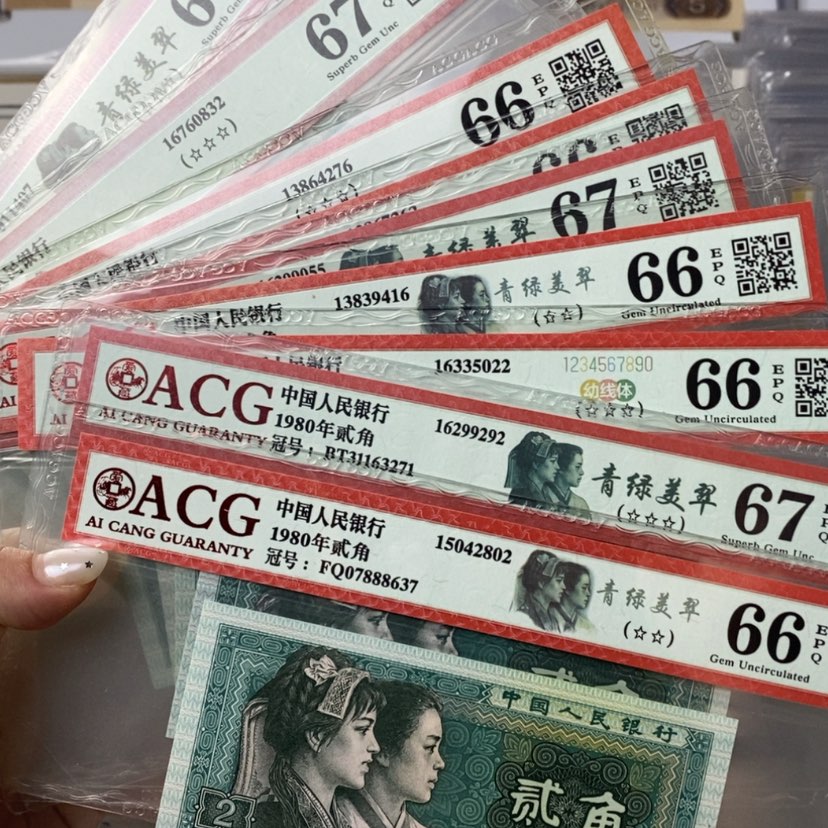 67
Superb Gem Unc
青绿美翠
16760832
(☆☆☆)
66
EPQ
13864276
(☆☆☆)
66
67
E
P
青绿美翠
中国人民银行
13839416
青绿美翠
(☆☆)
66
EPQ
Gem Uncirculated
16335022
1234567890
幼线体
(☆☆☆)
66
EPQ
Gem Uncirculated
ACG
AI CANG GUARANTY
中国人民银行
1980年贰角
冠号： BT31163271
16299292
青绿美翠
(☆☆☆)
67
Superb Gem Unc
ACG
AI CANG GUARANTY
中国人民银行
1980年贰角
冠号： FQ07888637
15042802
青绿美翠
(☆☆)
66
EPQ
Gem Uncirculated
中国人民银行
贰角
2